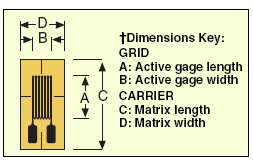 D
B
A
C
†Dimensions Key:
GRID
A: Active gage length
B: Active gage width
CARRIER
C: Matrix length
D: Matrix width